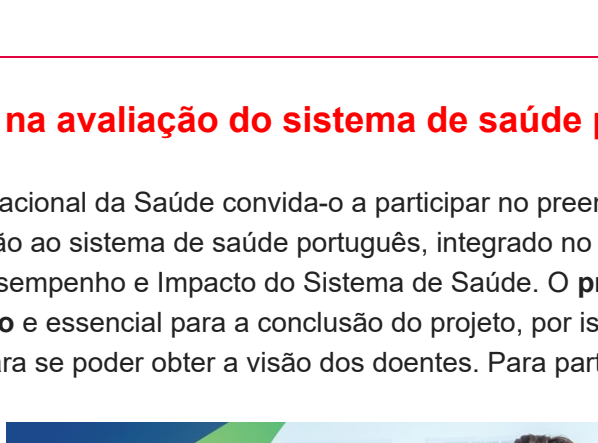 na avaliação do sistema de saúde p
acional da Saúde convida-o a participar no preen
ão ao sistema de saúde português, integrado no
sempenho e Impacto do Sistema de Saúde. O pr
o e essencial para a conclusão do projeto, por is
ara se poder obter a visão dos doentes. Para part